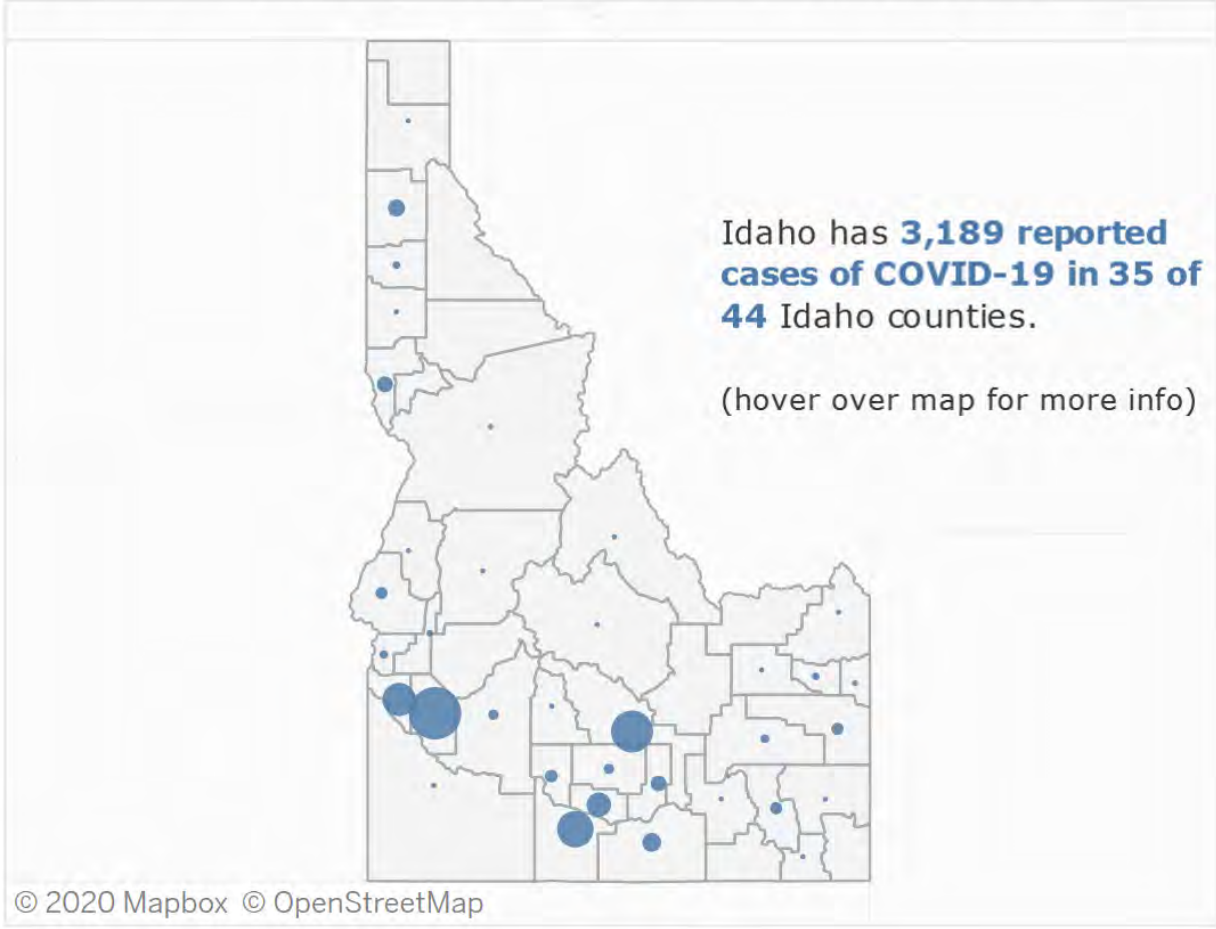 Idaho has 3,189 reported
cases of COVID-19 in 35 of
44 Idaho counties.
(hover over map for more info)
© 2020 Mapbox © OpenStreetMap